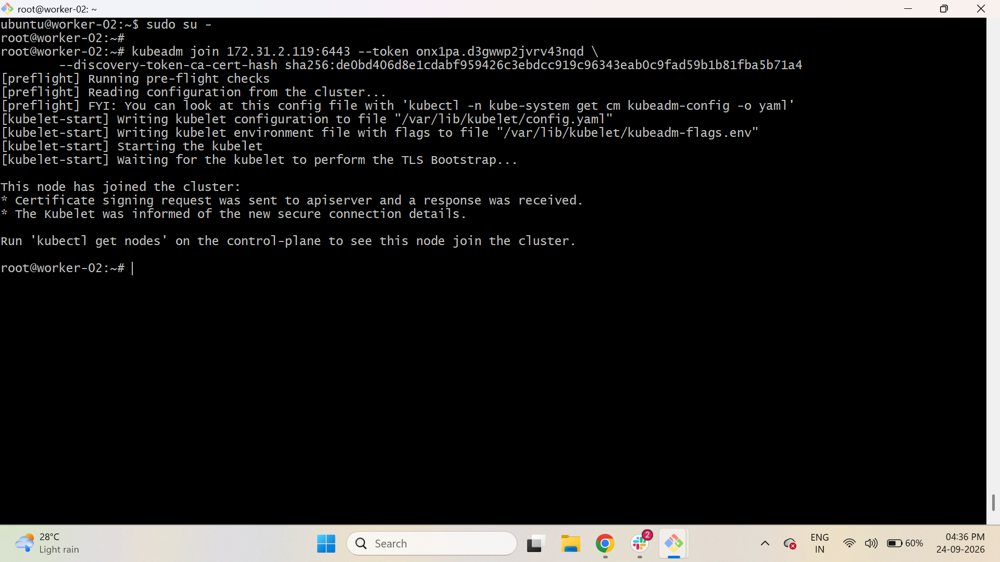 root@worker-02: ~
ubuntu@worker-02:~$ sudo su -
root@worker-02:~#
root@worker-02:~# kubeadm join 172.31.2.119:6443 --token onx1pa.d3gwwp2jvrv43nqd \
        --discovery-token-ca-cert-hash sha256:de0bd406d8e1cdabf959426c3ebdcc919c96343eab0c9fad59b1b81fba5b71a4
[preflight] Running pre-flight checks
[preflight] Reading configuration from the cluster...
[preflight] FYI: You can look at this config file with 'kubectl -n kube-system get cm kubeadm-config -o yaml'
[kubelet-start] Writing kubelet configuration to file "/var/lib/kubelet/config.yaml"
[kubelet-start] Writing kubelet environment file with flags to file "/var/lib/kubelet/kubeadm-flags.env"
[kubelet-start] Starting the kubelet
[kubelet-start] Waiting for the kubelet to perform the TLS Bootstrap...
This node has joined the cluster:
* Certificate signing request was sent to apiserver and a response was received.
* The Kubelet was informed of the new secure connection details.
Run 'kubectl get nodes' on the control-plane to see this node join the cluster.
root@worker-02:~#
28°C
Light rain
Search
2
ENG
IN
60%
04:36 PM
24-09-2026